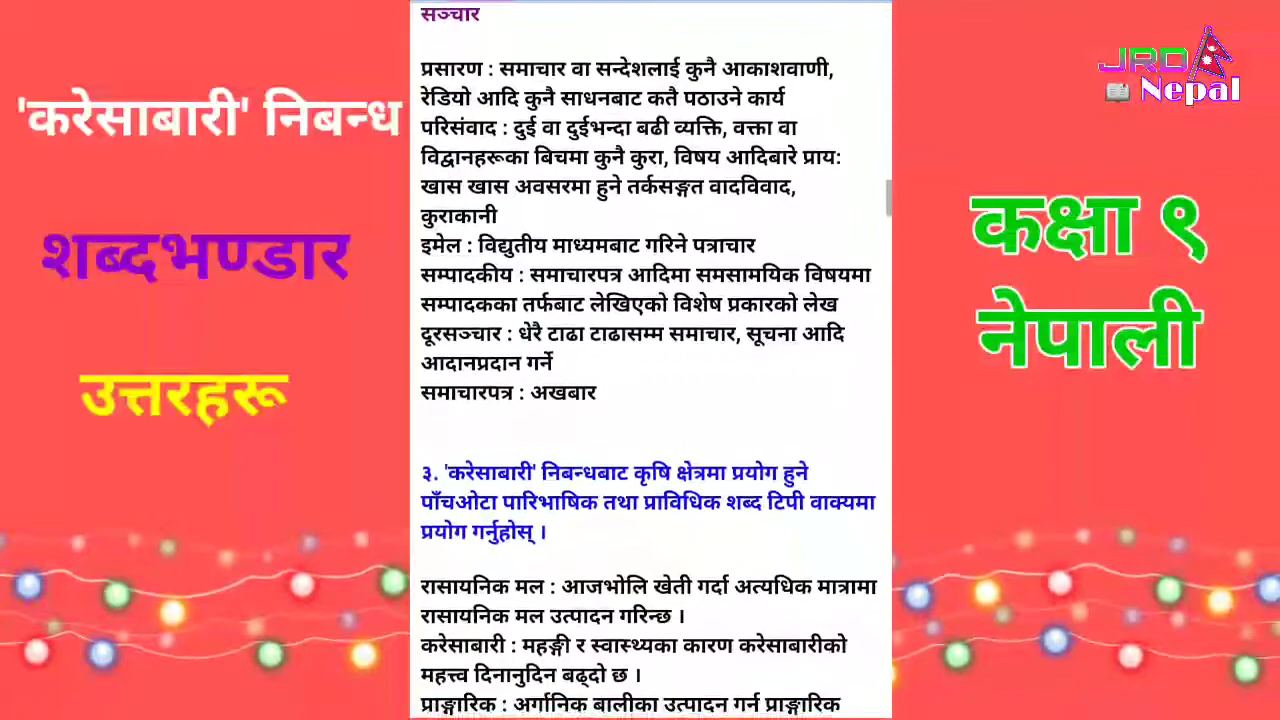 'करेसाबारी' निबन्ध
शब्दभण्डार
उत्तरहरू
सञ्चार
प्रसारण : समाचार वा सन्देशलाई कुनै आकाशवाणी,
रेडियो आदि कुनै साधनबाट कतै पठाउने कार्य
परिसंवाद : दुई वा दुईभन्दा बढी व्यक्ति, वक्ता वा
विद्वानहरूका बिचमा कुनै कुरा, विषय आदिबारे प्राय:
खास खास अवसरमा हुने तर्कसङ्गत वादविवाद,
कुराकानी
इमेल : विद्युतीय माध्यमबाट गरिने पत्राचार
सम्पादकीय : समाचारपत्र आदिमा समसामयिक विषयमा
सम्पादकका तर्फबाट लेखिएको विशेष प्रकारको लेख
दूरसञ्चार : धेरै टाढा टाढासम्म समाचार, सूचना आदि
आदानप्रदान गर्ने
समाचारपत्र : अखबार
३. 'करेसाबारी' निबन्धबाट कृषि क्षेत्रमा प्रयोग हुने
पाँचओटा पारिभाषिक तथा प्राविधिक शब्द टिपी वाक्यमा
प्रयोग गर्नुहोस् ।
रासायनिक मल : आजभोलि खेती गर्दा अत्यधिक मात्रामा
रासायनिक मल उत्पादन गरिन्छ ।
करेसाबारी : महङ्गी र स्वास्थ्यका कारण करेसाबारीको
महत्त्व दिनानुदिन बढ्दो छ ।
प्राङ्गारिक : अर्गानिक बालीका उत्पादन गर्न प्राङ्गारिक
JRD
Nepal
कक्षा ९
नेपाली